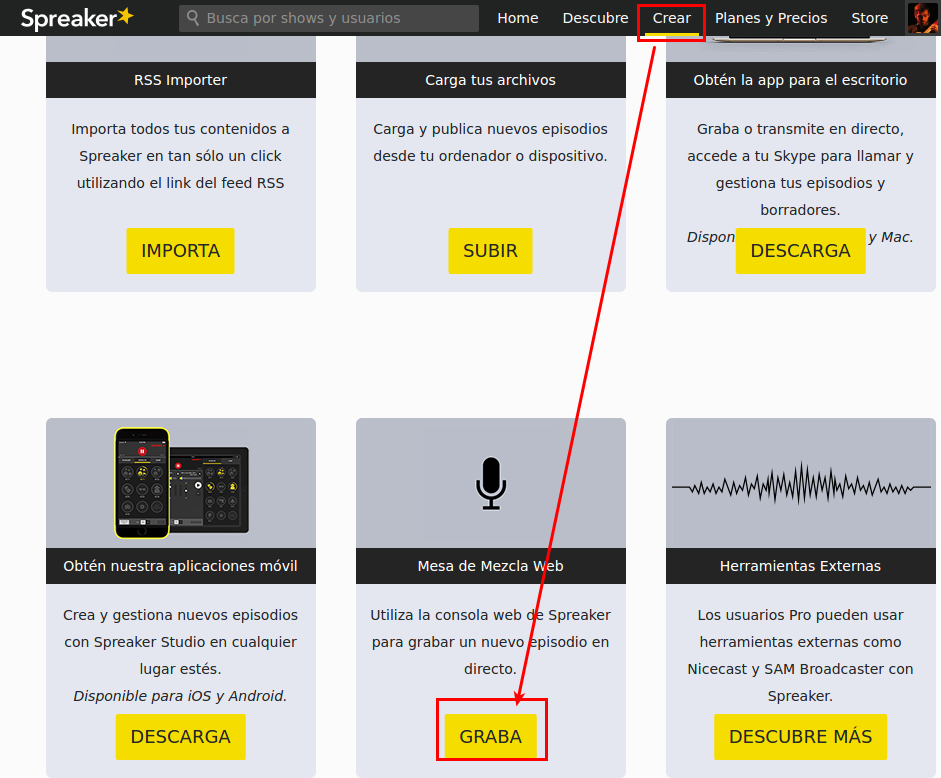 Spreaker
Busca por shows y usuarios
Home
Descubre
Crear
Planes y Precios
Store
RSS Importer
Importa todos tus contenidos a
Spreaker en tan sólo un click
utilizando el link del feed RSS
IMPORTA
Carga tus archivos
Carga y publica nuevos episodios
desde tu ordenador o dispositivo.
SUBIR
Obtén la app para el escritorio
Graba o transmite en directo,
accede a tu Skype para llamar y
gestiona tus episodios y
borradores.
y Mac.
DESCARGA
Obtén nuestra aplicaciones móvil
Crea y gestiona nuevos episodios
con Spreaker Studio en cualquier
lugar estés.
Disponible para iOS y Android.
DESCARGA
Mesa de Mezcla Web
Utiliza la consola web de Spreaker
para grabar un nuevo episodio en
directo.
GRABA
Herramientas Externas
Los usuarios Pro pueden usar
herramientas externas como
Nicecast y SAM Broadcaster con
Spreaker.
DESCUBRE MÁS